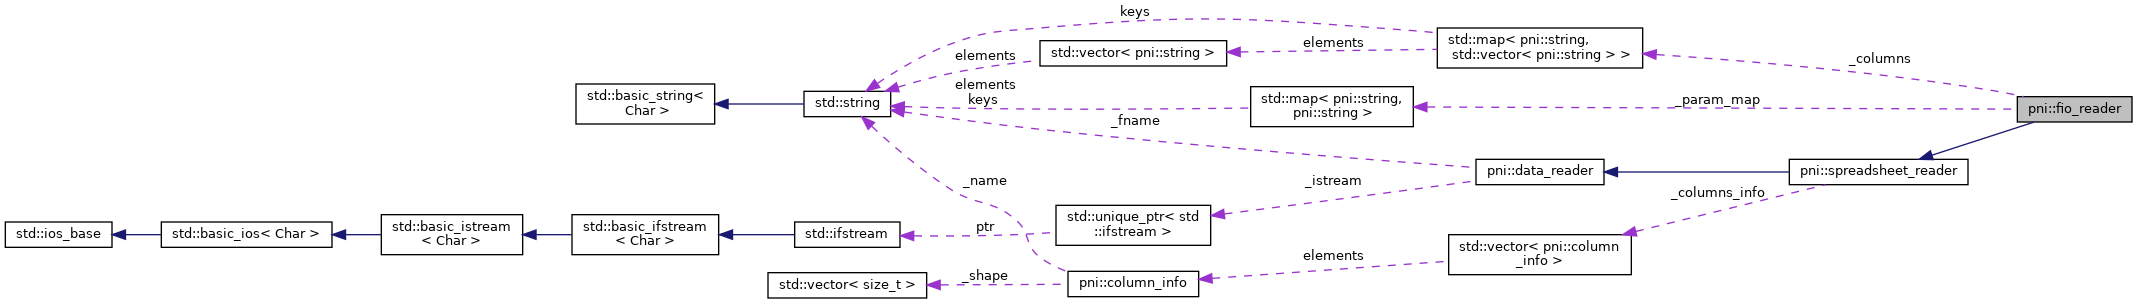 keys
std::map< pni::string,
std::vector< pni::string > >
elements
std::vector< pni::string >
_columns
elements
std::basic_string<
Char >
std::string
elements
keys
std::map< pni::string,
pni::string >
_param_map
pni::fio_reader
_fname
pni::data_reader
pni::spreadsheet_reader
_name
_istream
_columns_info
std::ios_base
std::basic_ios< Char >
std::basic_istream
< Char >
std::basic_ifstream
< Char >
std::ifstream
ptr
std::unique_ptr< std
::ifstream >
std::vector< pni::column
_info >
elements
_shape
pni::column_info
std::vector< size_t >